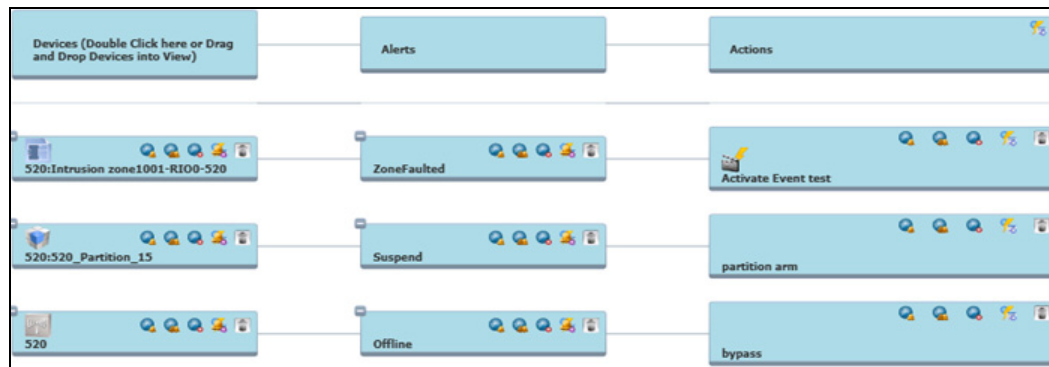 Devices (Double Click here or Drag
and Drop Devices into View)
Alerts
Actions
520:Intrusion zone1001-RIO0-520
ZoneFaulted
Activate Event test
520:520_Partition_15
Suspend
partition arm
520
Offline
bypass